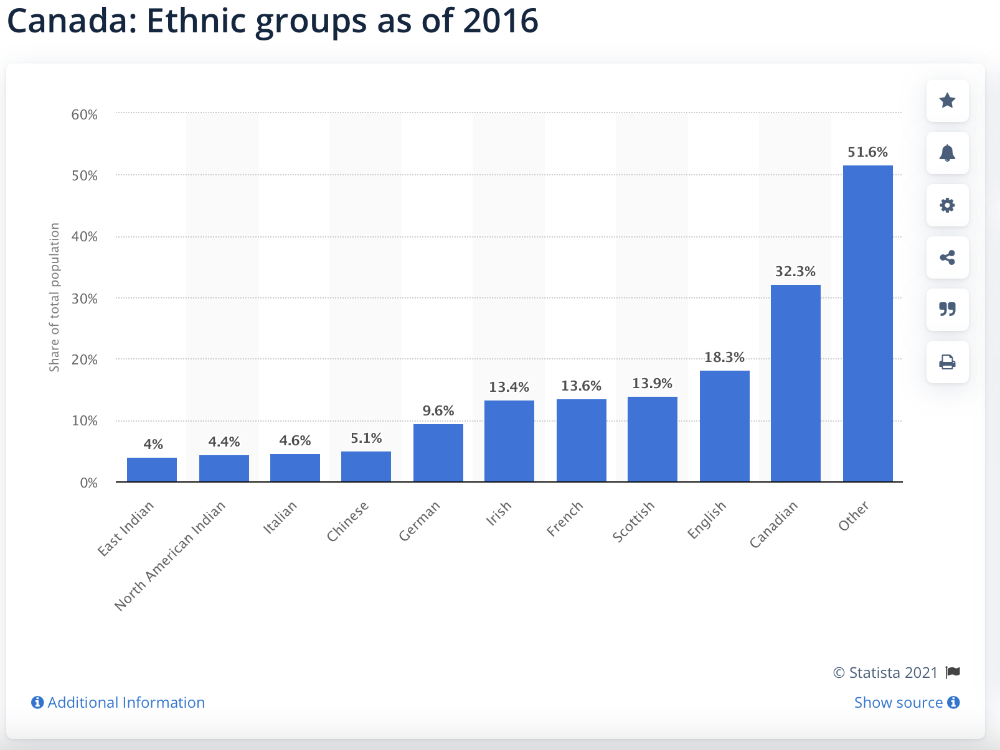 Canada: Ethnic groups as of 2016
60%
50%
40%
30%
20%
10%
0%
Share of total population
4%
4.4%
4.6%
5.1%
9.6%
13.4%
13.6%
13.9%
18.3%
32.3%
51.6%
East Indian
North American Indian
Italian
Chinese
German
Irish
French
Scottish
English
Canadian
Other
© Statista 2021
Additional Information
Show source